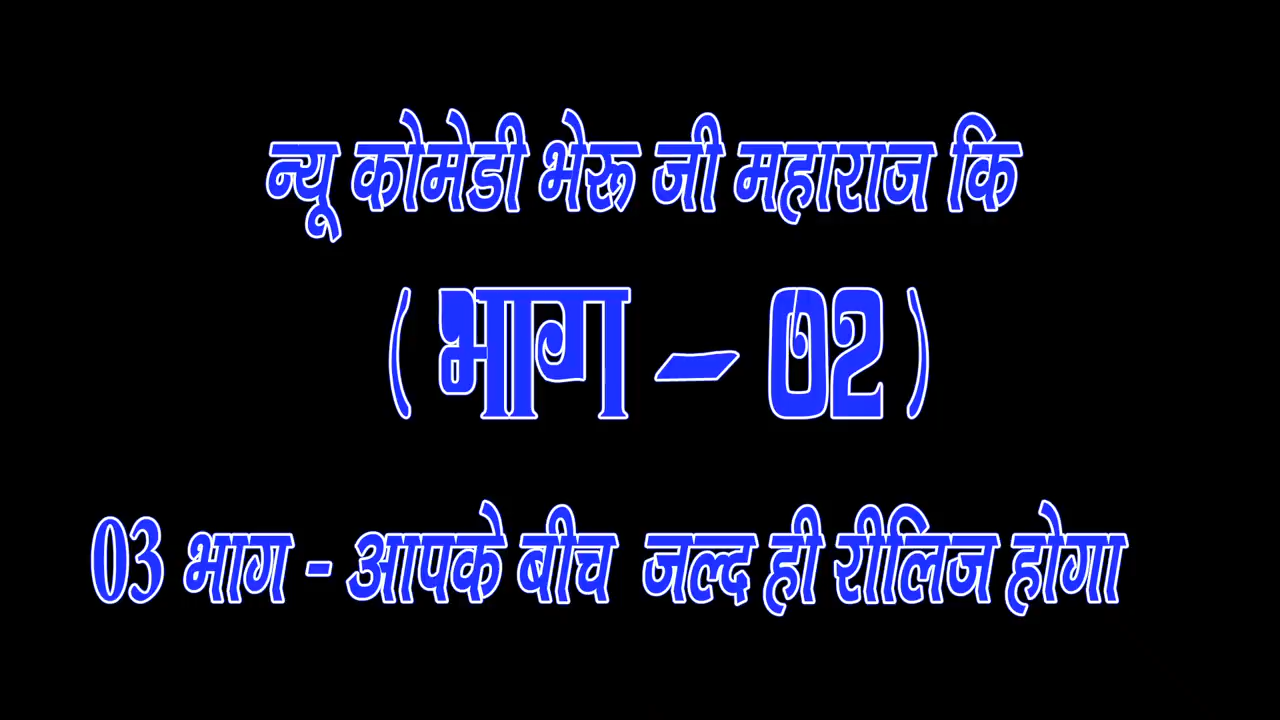 न्यू कोमेडी भेरू जी महाराज कि
( भाग – 02 )
03 भाग - आपके बीच जल्द ही रीलिज होगा